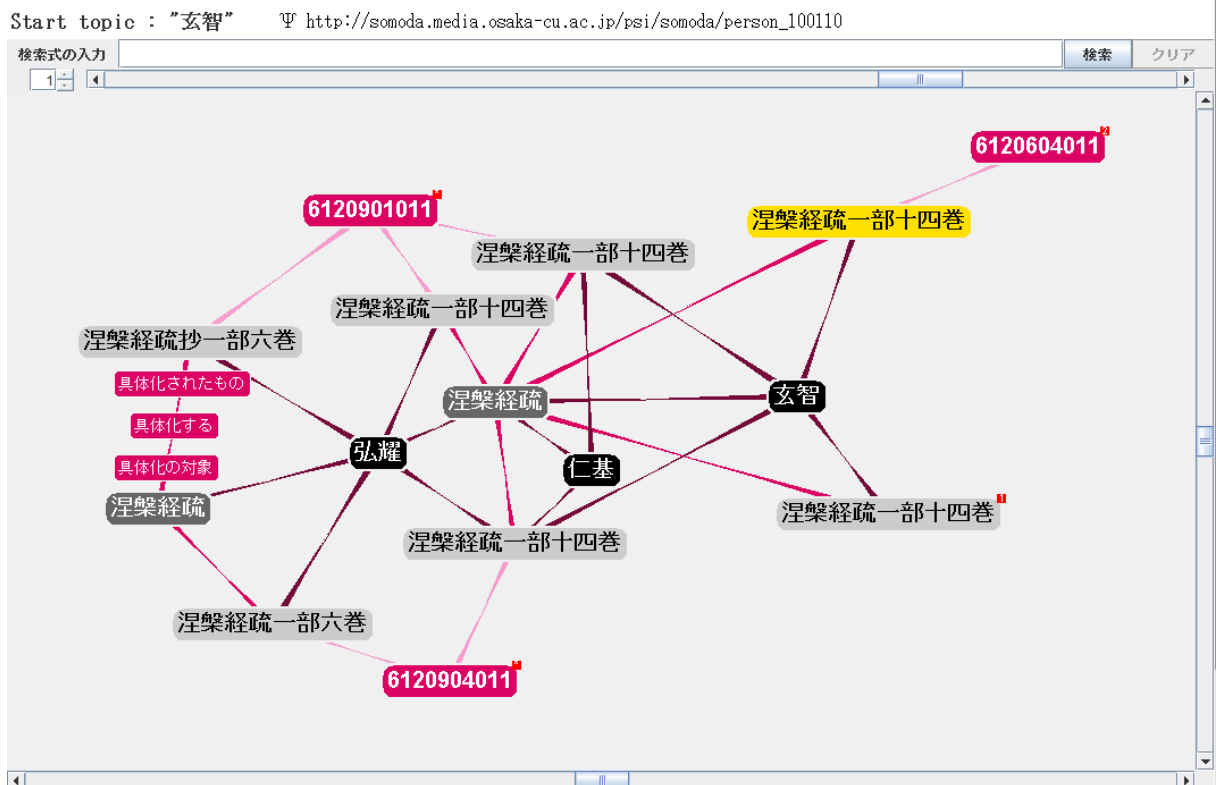 Start topic : "玄智" Ψ http://somoda.media.osaka-cu.ac.jp/psi/somoda/person_100110
検索式の入力 検索 クリア
1
6120604011
6120901011
涅槃経疏一部十四巻
涅槃経疏一部十四巻
涅槃経疏一部十四巻
涅槃経疏抄一部六巻
具体化されたもの
玄智
涅槃経疏
具体化する
弘耀
具体化の対象
仁基
涅槃経疏
涅槃経疏一部十四巻
涅槃経疏一部十四巻
涅槃経疏一部六巻
6120904011